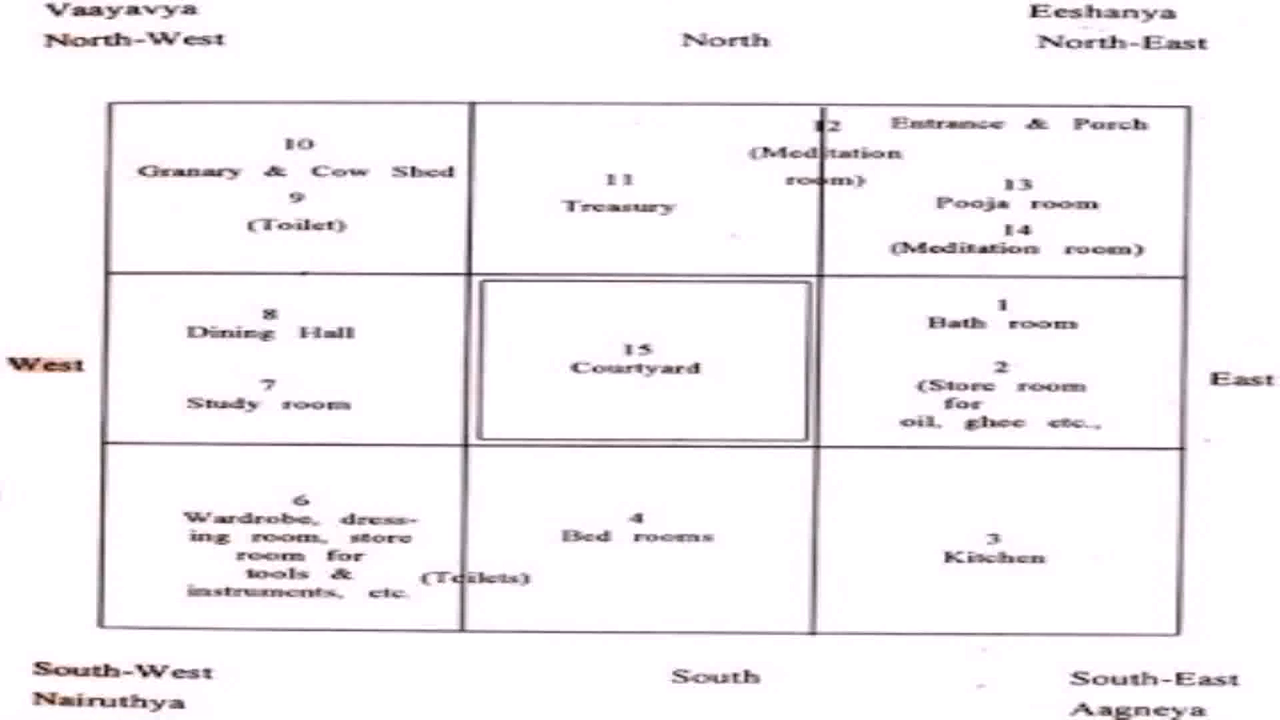 Vaayavya
North-West
North
Eeshanya
North-East
10
Granary & Cow Shed
9
(Toilet)
11
Treasury
12
(Meditation
room)
Entrance & Porch
13
Pooja room
14
(Meditation room)
West
8
Dining Hall
7
Study room
15
Courtyard
1
Bath room
2
(Store room
for
oil, ghee etc.,
East
6
Wardrobe, dress-
ing room, store
room for
tools &
instruments, etc.
(Toilets)
4
Bed rooms
3
Kitchen
South-West
Nairuthya
South
South-East
Aagneya